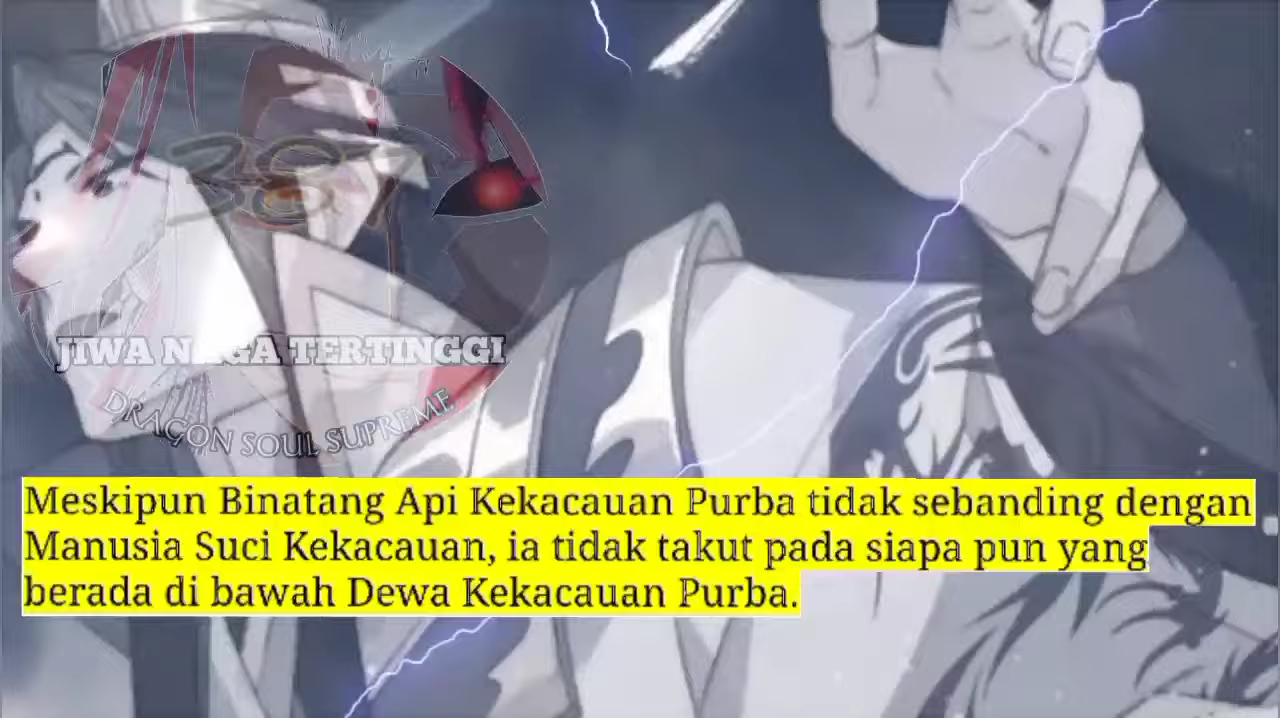 387
JIWA NAGA TERTINGGI
DRAGON SOUL SUPREME
Meskipun Binatang Api Kekacauan Purba tidak sebanding dengan
Manusia Suci Kekacauan, ia tidak takut pada siapa pun yang
berada di bawah Dewa Kekacauan Purba.